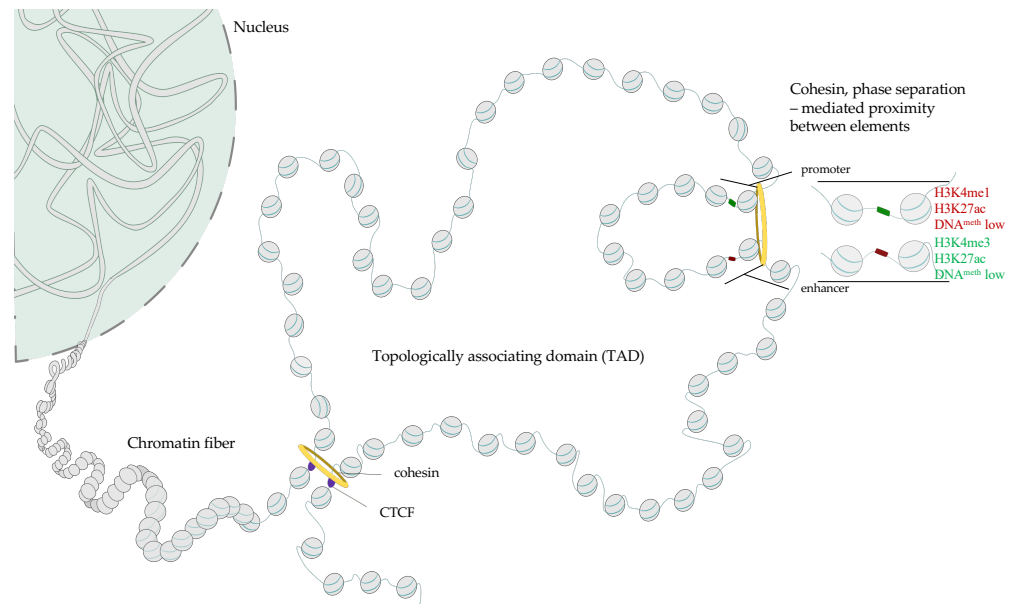 Nucleus
Cohesin, phase separation
– mediated proximity
between elements
promoter
H3K4me1
H3K27ac
DNAᵐᵉᵗʰ low
H3K4me3
H3K27ac
DNAᵐᵉᵗʰ low
enhancer
Topologically associating domain (TAD)
Chromatin fiber
cohesin
CTCF